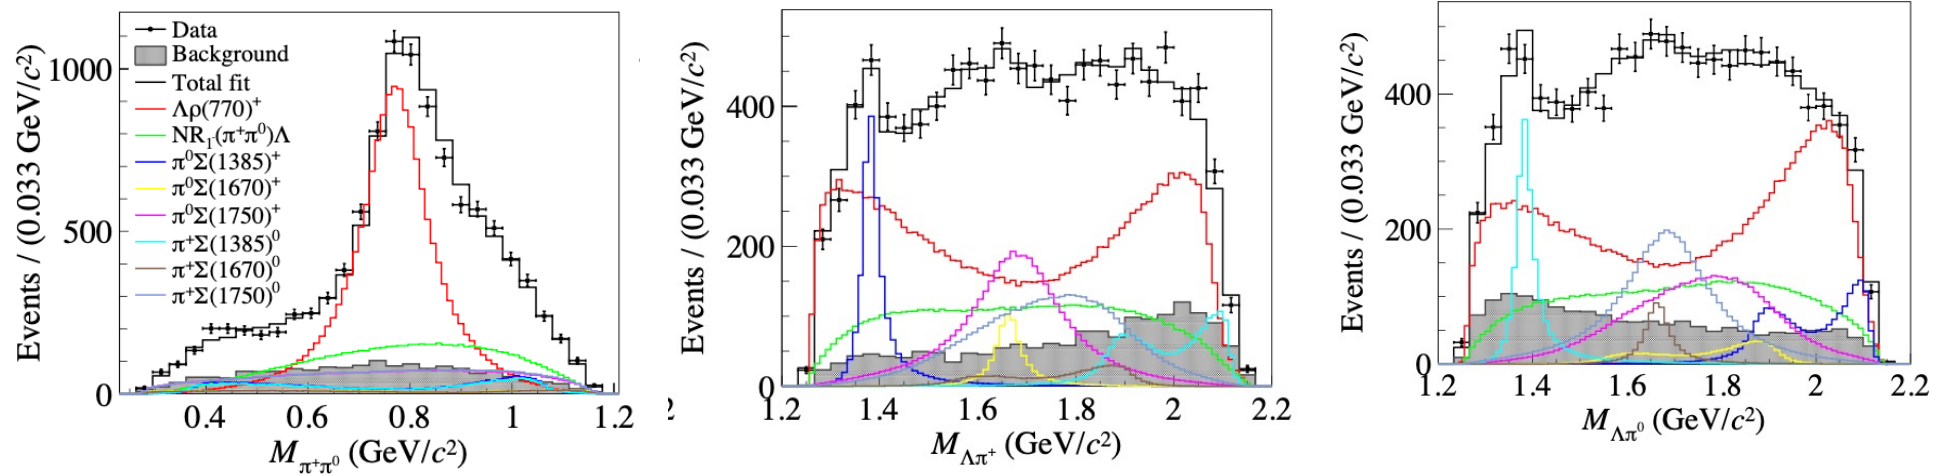 Events / (0.033 GeV/c²)
1000
500
0
Data
Background
Total fit
Λρ(770)⁺
NR₁-(π⁺π⁰)Λ
π⁰Σ(1385)⁺
π⁰Σ(1670)⁺
π⁰Σ(1750)⁺
π⁺Σ(1385)⁰
π⁺Σ(1670)⁰
π⁺Σ(1750)⁰
0.4 0.6 0.8 1 1.2
M_π⁺π⁰ (GeV/c²)
2
Events / (0.033 GeV/c²)
400
200
0
1.2 1.4 1.6 1.8 2 2.2
M_Λπ⁺ (GeV/c²)
Events / (0.033 GeV/c²)
400
200
0
1.2 1.4 1.6 1.8 2 2.2
M_Λπ⁰ (GeV/c²)